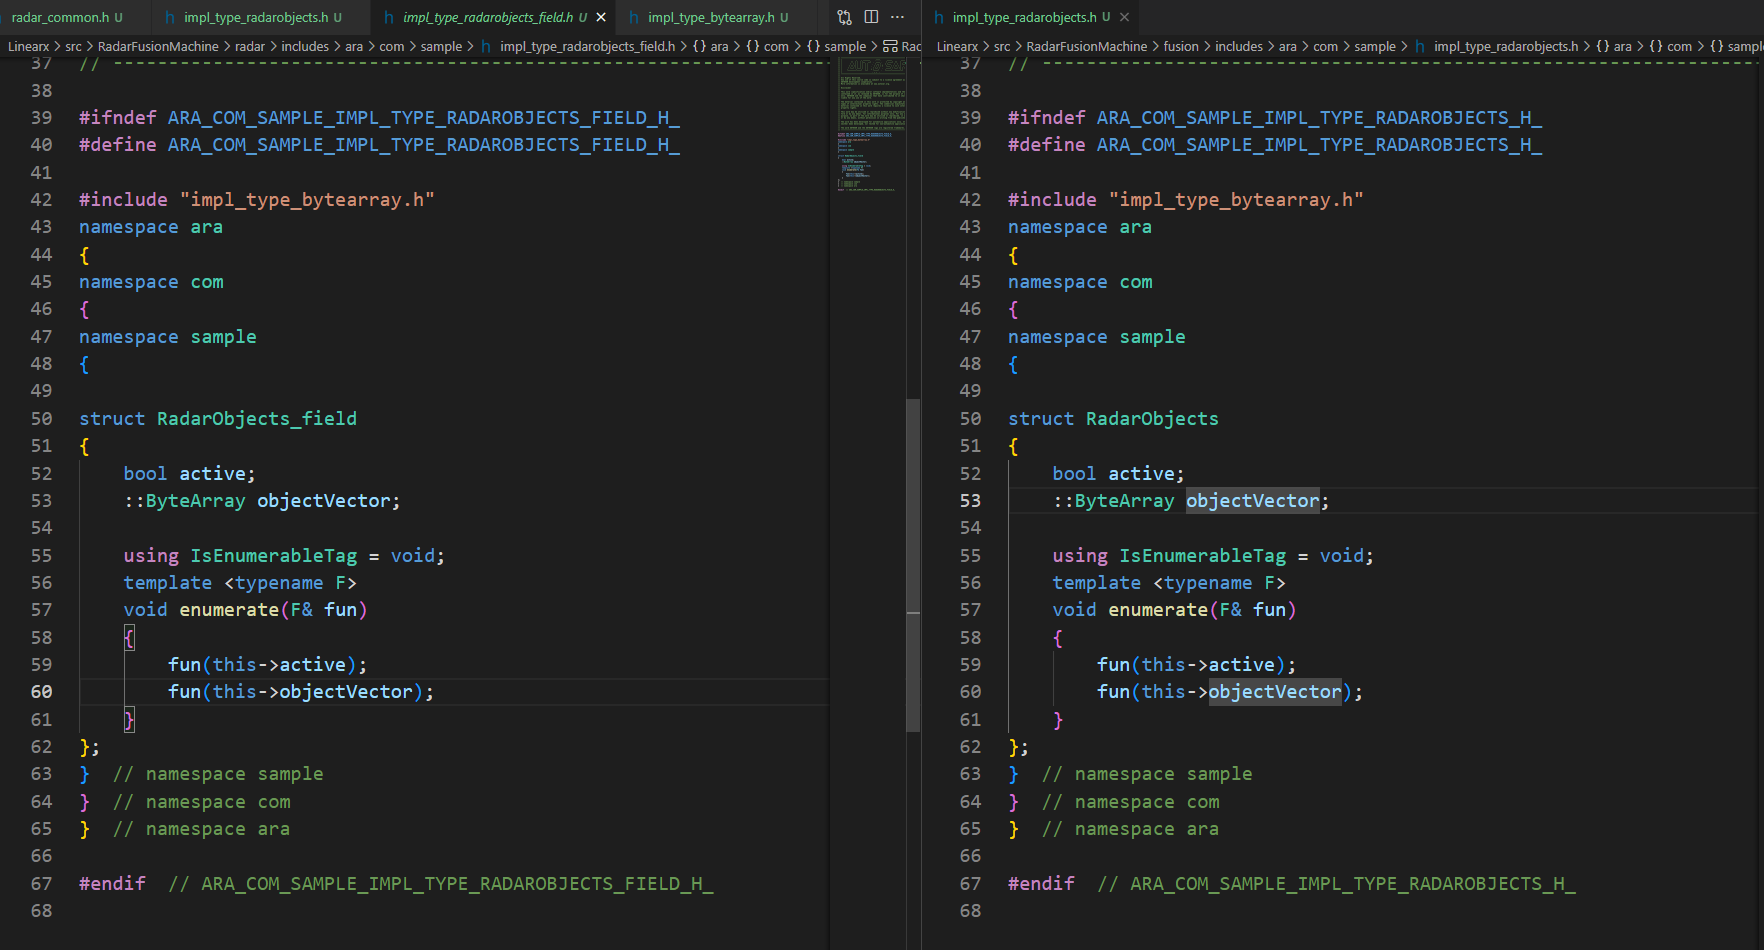 radar_common.h U
impl_type_radarobjects.h U
impl_type_radarobjects_field.h U
impl_type_bytearray.h U
Linearx > src > RadarFusionMachine > radar > includes > ara > com > sample > h impl_type_radarobjects_field.h > {} ara > {} com > {} sample >
37 // --------------------------------------------------------------------
38
39 #ifndef ARA_COM_SAMPLE_IMPL_TYPE_RADAROBJECTS_FIELD_H_
40 #define ARA_COM_SAMPLE_IMPL_TYPE_RADAROBJECTS_FIELD_H_
41
42 #include "impl_type_bytearray.h"
43 namespace ara
44 {
45 namespace com
46 {
47 namespace sample
48 {
49
50 struct RadarObjects_field
51 {
52     bool active;
53     ::ByteArray objectVector;
54
55     using IsEnumerableTag = void;
56     template <typename F>
57     void enumerate(F& fun)
58     {
59         fun(this->active);
60         fun(this->objectVector);
61     }
62 };
63 }  // namespace sample
64 }  // namespace com
65 }  // namespace ara
66
67 #endif  // ARA_COM_SAMPLE_IMPL_TYPE_RADAROBJECTS_FIELD_H_
68
impl_type_radarobjects.h U
Linearx > src > RadarFusionMachine > fusion > includes > ara > com > sample > h impl_type_radarobjects.h > {} ara > {} com > {}
37 // --------------------------------------------------------------------
38
39 #ifndef ARA_COM_SAMPLE_IMPL_TYPE_RADAROBJECTS_H_
40 #define ARA_COM_SAMPLE_IMPL_TYPE_RADAROBJECTS_H_
41
42 #include "impl_type_bytearray.h"
43 namespace ara
44 {
45 namespace com
46 {
47 namespace sample
48 {
49
50 struct RadarObjects
51 {
52     bool active;
53     ::ByteArray objectVector;
54
55     using IsEnumerableTag = void;
56     template <typename F>
57     void enumerate(F& fun)
58     {
59         fun(this->active);
60         fun(this->objectVector);
61     }
62 };
63 }  // namespace sample
64 }  // namespace com
65 }  // namespace ara
66
67 #endif  // ARA_COM_SAMPLE_IMPL_TYPE_RADAROBJECTS_H_
68